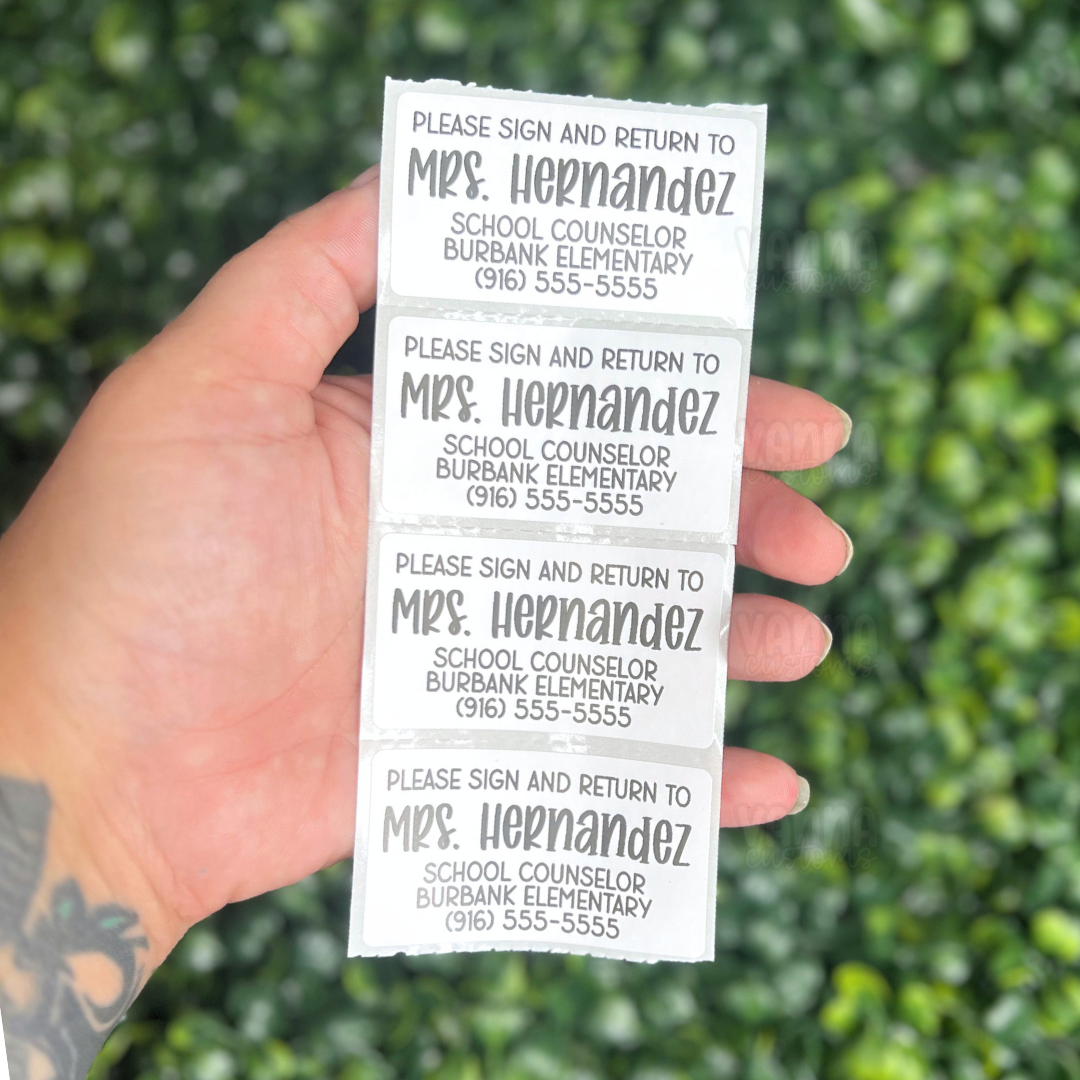 PLEASE SIGN AND RETURN TO
MRS. HERNANDEZ
SCHOOL COUNSELOR
BURBANK ELEMENTARY
(916) 555-5555
PLEASE SIGN AND RETURN TO
MRS. HERNANDEZ
SCHOOL COUNSELOR
BURBANK ELEMENTARY
(916) 555-5555
PLEASE SIGN AND RETURN TO
MRS. HERNANDEZ
SCHOOL COUNSELOR
BURBANK ELEMENTARY
(916) 555-5555
PLEASE SIGN AND RETURN TO
MRS. HERNANDEZ
SCHOOL COUNSELOR
BURBANK ELEMENTARY
(916) 555-5555